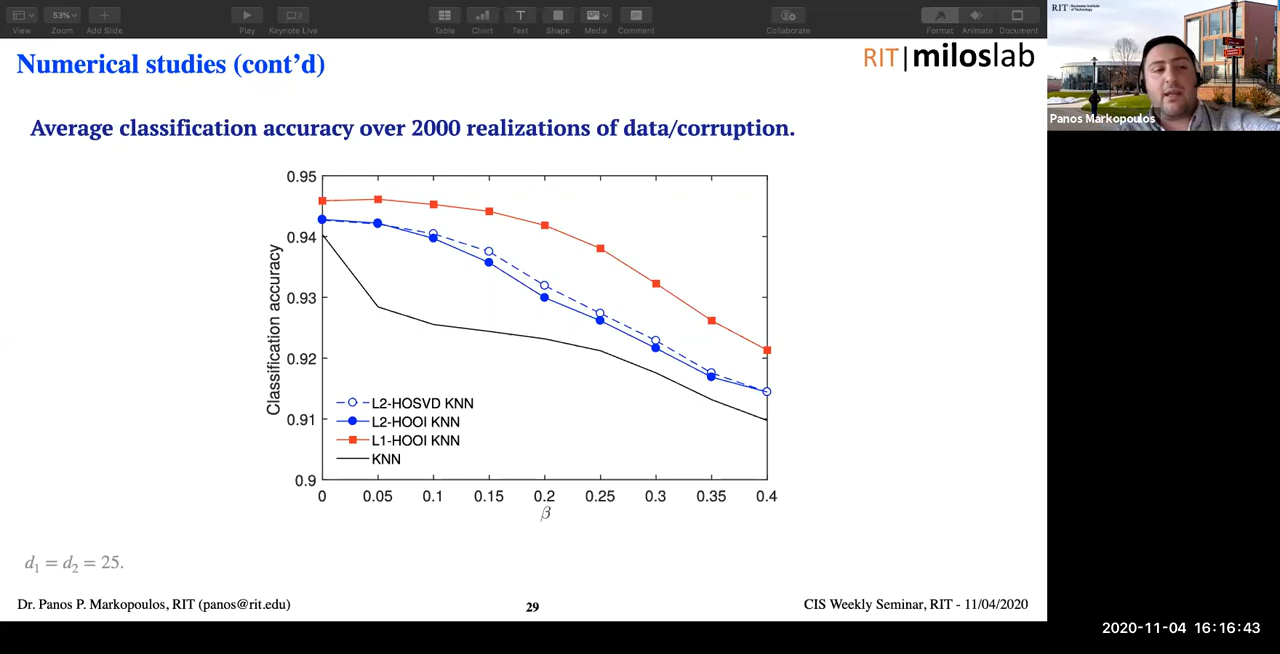 View
53%
Zoom
Add Slide
Play
Keynote Live
Table
Chart
Text
Shape
Media
Comment
Collaborate
Format
Animate
Document
RIT
Panos Markopoulos
Numerical studies (cont'd)
RIT | miloslab
Average classification accuracy over 2000 realizations of data/corruption.
Classification accuracy
0.95
0.94
0.93
0.92
0.91
0.9
L2-HOSVD KNN
L2-HOOI KNN
L1-HOOI KNN
KNN
0 0.05 0.1 0.15 0.2 0.25 0.3 0.35 0.4
β
d₁ = d₂ = 25.
Dr. Panos P. Markopoulos, RIT (panos@rit.edu)
29
CIS Weekly Seminar, RIT - 11/04/2020
2020-11-04 16:16:43